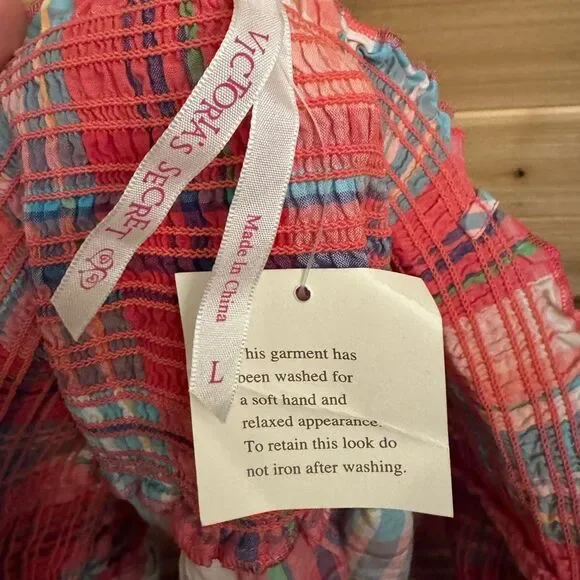 VICTORIA'S SECRET
Made in China
L
his garment has
been washed for
a soft hand and
relaxed appearance.
To retain this look do
not iron after washing.